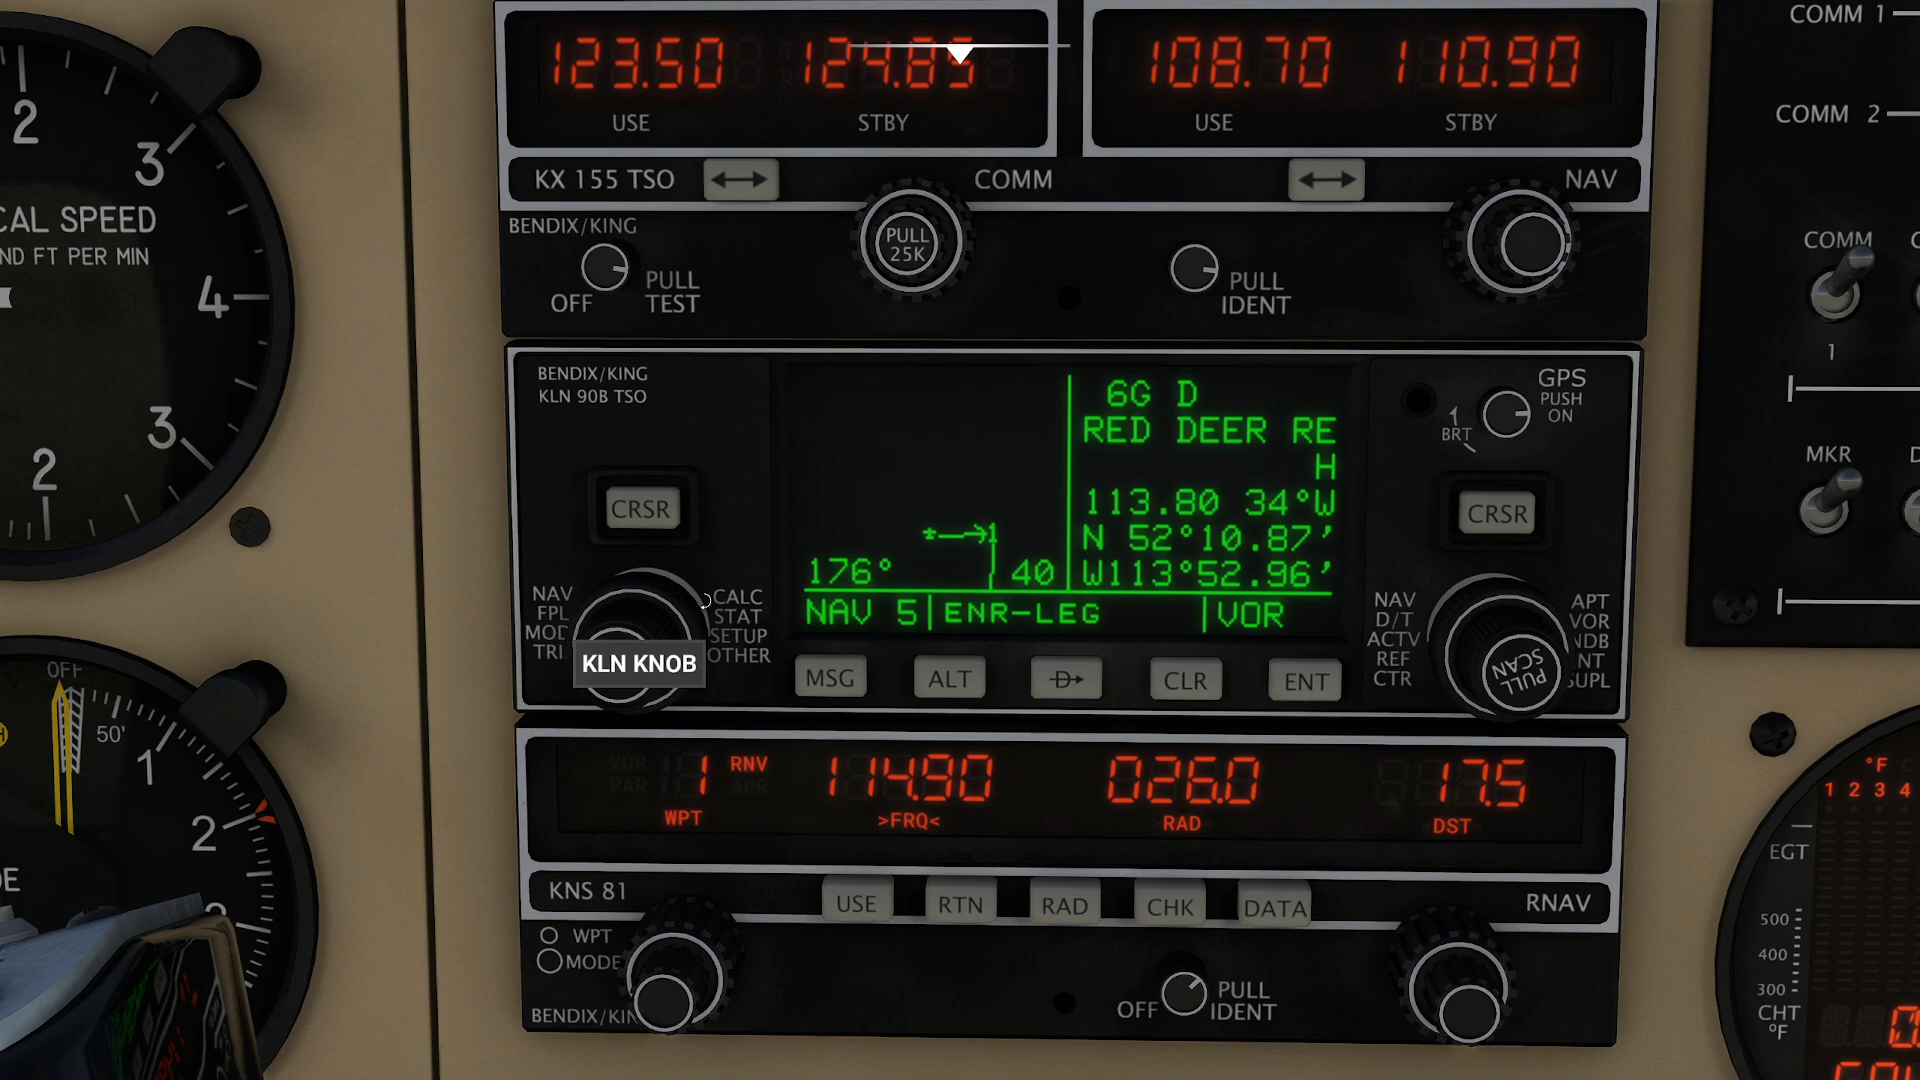 123.50 124.85 108.70 110.90
USE STBY USE STBY
KX 155 TSO COMM NAV
BENDIX/KING
PULL 25K
OFF PULL TEST
PULL IDENT
COMM 1
COMM 2
COMM
1
MKR
2
3
CAL SPEED
ND FT PER MIN
4
3
2
BENDIX/KING
KLN 90B TSO
CRSR
NAV
FPL
CALC
STAT
SETUP
OTHER
KLN KNOB
6G D
RED DEER RE
H
113.80 34°W
N 52°10.87'
176° 1 40 W113°52.96'
NAV 5 ENR-LEG VOR
MSG ALT D CLR ENT
GPS
PUSH
ON
BRT
CRSR
NAV
D/T
ACTV
REF
CTR
APT
VOR
PULL
SCAN
1 RNV 114.90 026.0 17.5
WPT >FRQ< RAD DST
KNS 81 USE RTN RAD CHK DATA RNAV
WPT
MODE
BENDIX/KIN
OFF PULL IDENT
OFF
50'
1
2
°F
1 2 3 4
EGT
500
400
300
CHT
°F